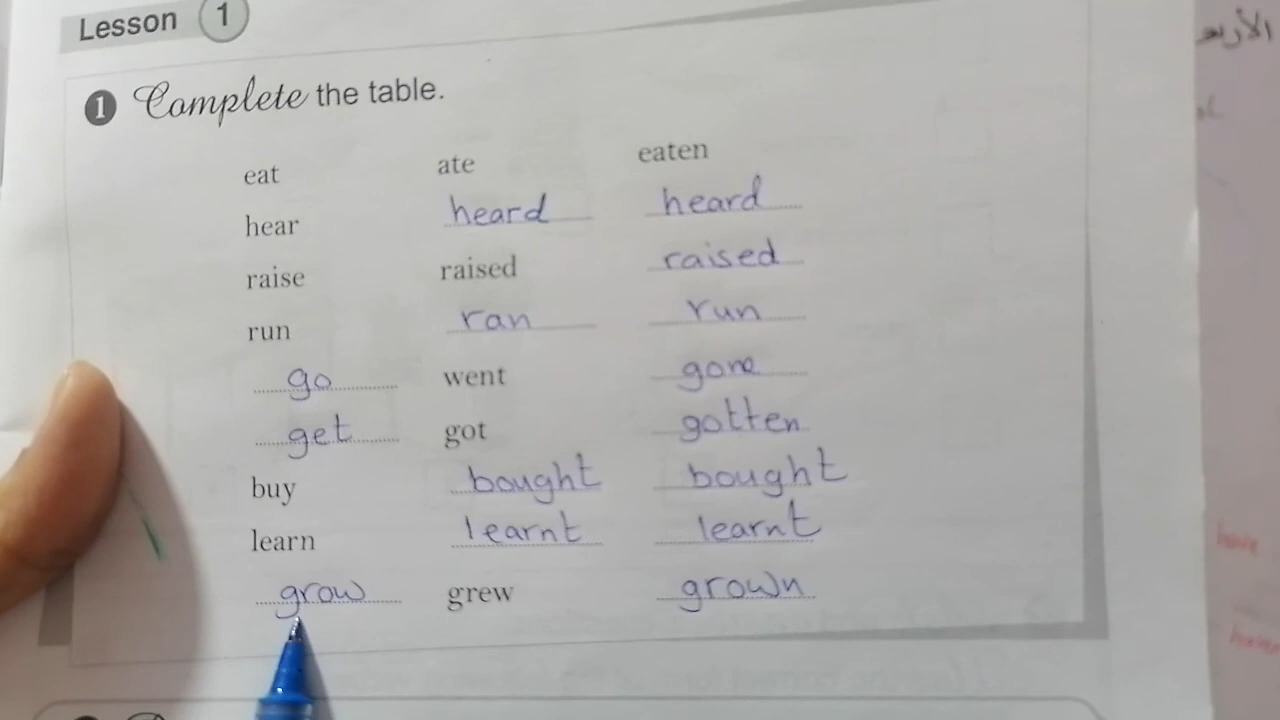 Lesson 1
1 Complete the table.
eat ate eaten
hear heard heard
raise raised raised
run ran run
go went gone
get got gotten
buy bought bought
learn learnt learnt
grow grew grown